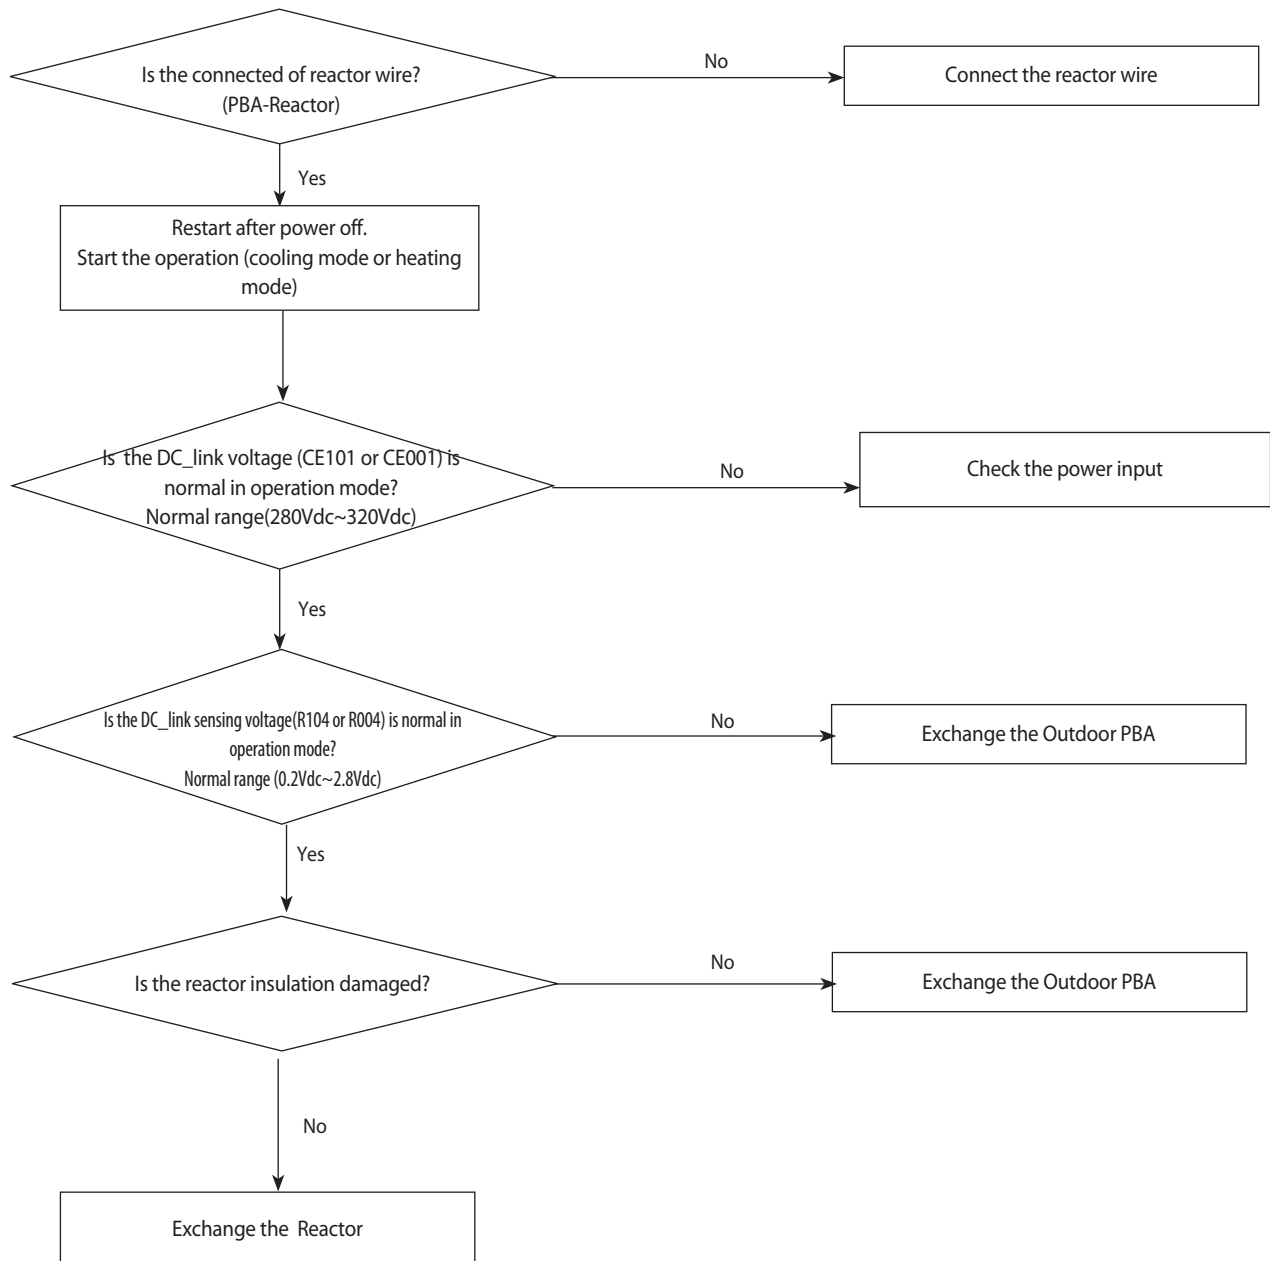 Is the connected of reactor wire?
(PBA-Reactor)
No
Connect the reactor wire
Yes
Restart after power off.
Start the operation (cooling mode or heating
mode)
Is the DC_link voltage (CE101 or CE001) is
normal in operation mode?
Normal range(280Vdc~320Vdc)
No
Check the power input
Yes
Is the DC_link sensing voltage(R104 or R004) is normal in
operation mode?
Normal range (0.2Vdc~2.8Vdc)
No
Exchange the Outdoor PBA
Yes
Is the reactor insulation damaged?
No
Exchange the Outdoor PBA
No
Exchange the Reactor